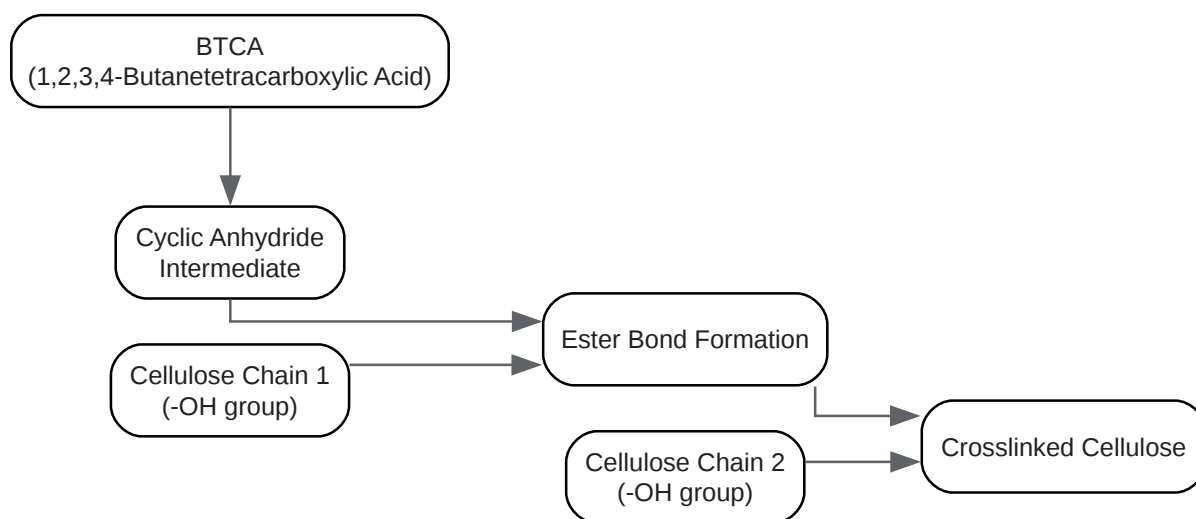 BTCA
(1,2,3,4-Butanetetracarboxylic Acid)
Cyclic Anhydride
Intermediate
Ester Bond Formation
Cellulose Chain 1
(-OH group)
Crosslinked Cellulose
Cellulose Chain 2
(-OH group)